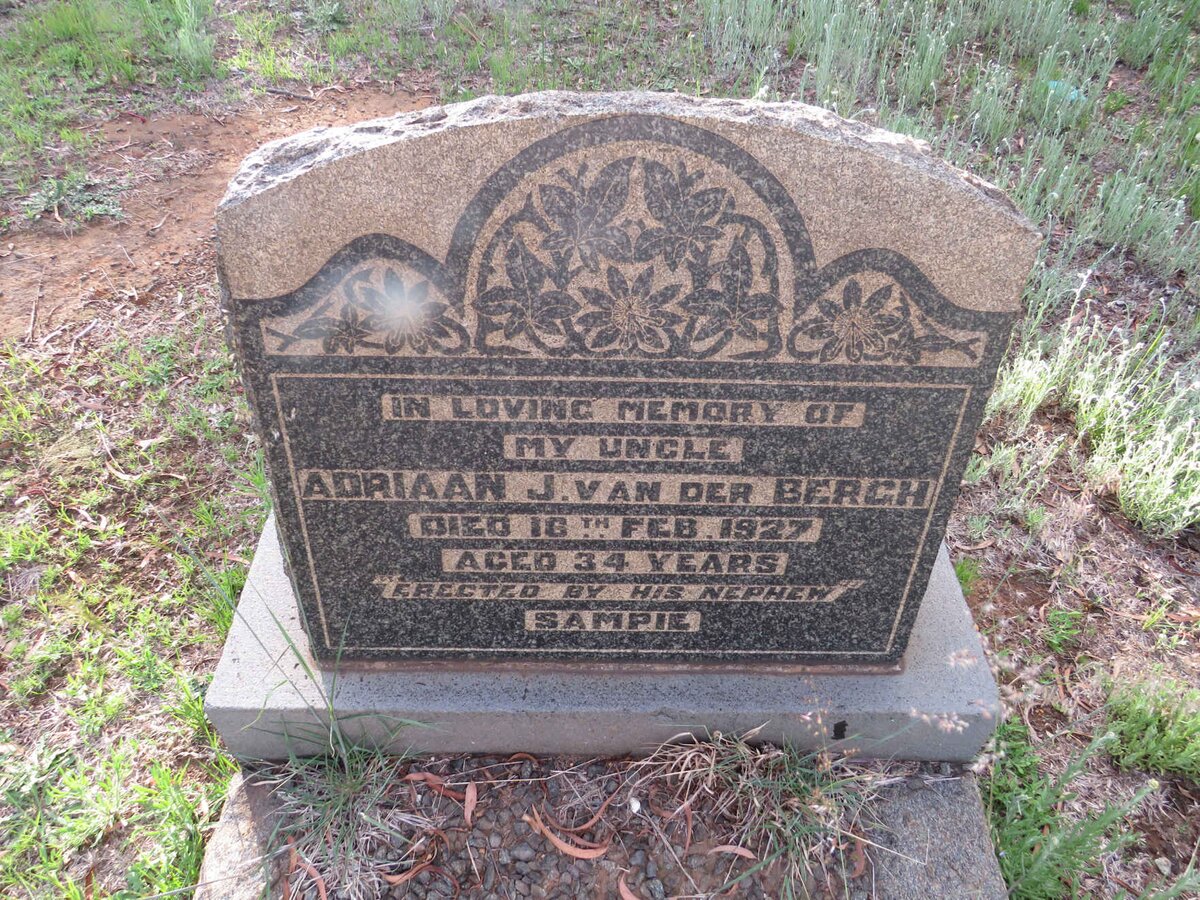 IN LOVING MEMORY OF
MY UNCLE
ADRIAAN J. VAN DER BERGH
DIED 16TH FEB. 1927
AGED 34 YEARS
"ERECTED BY HIS NEPHEW"
SAMPIE